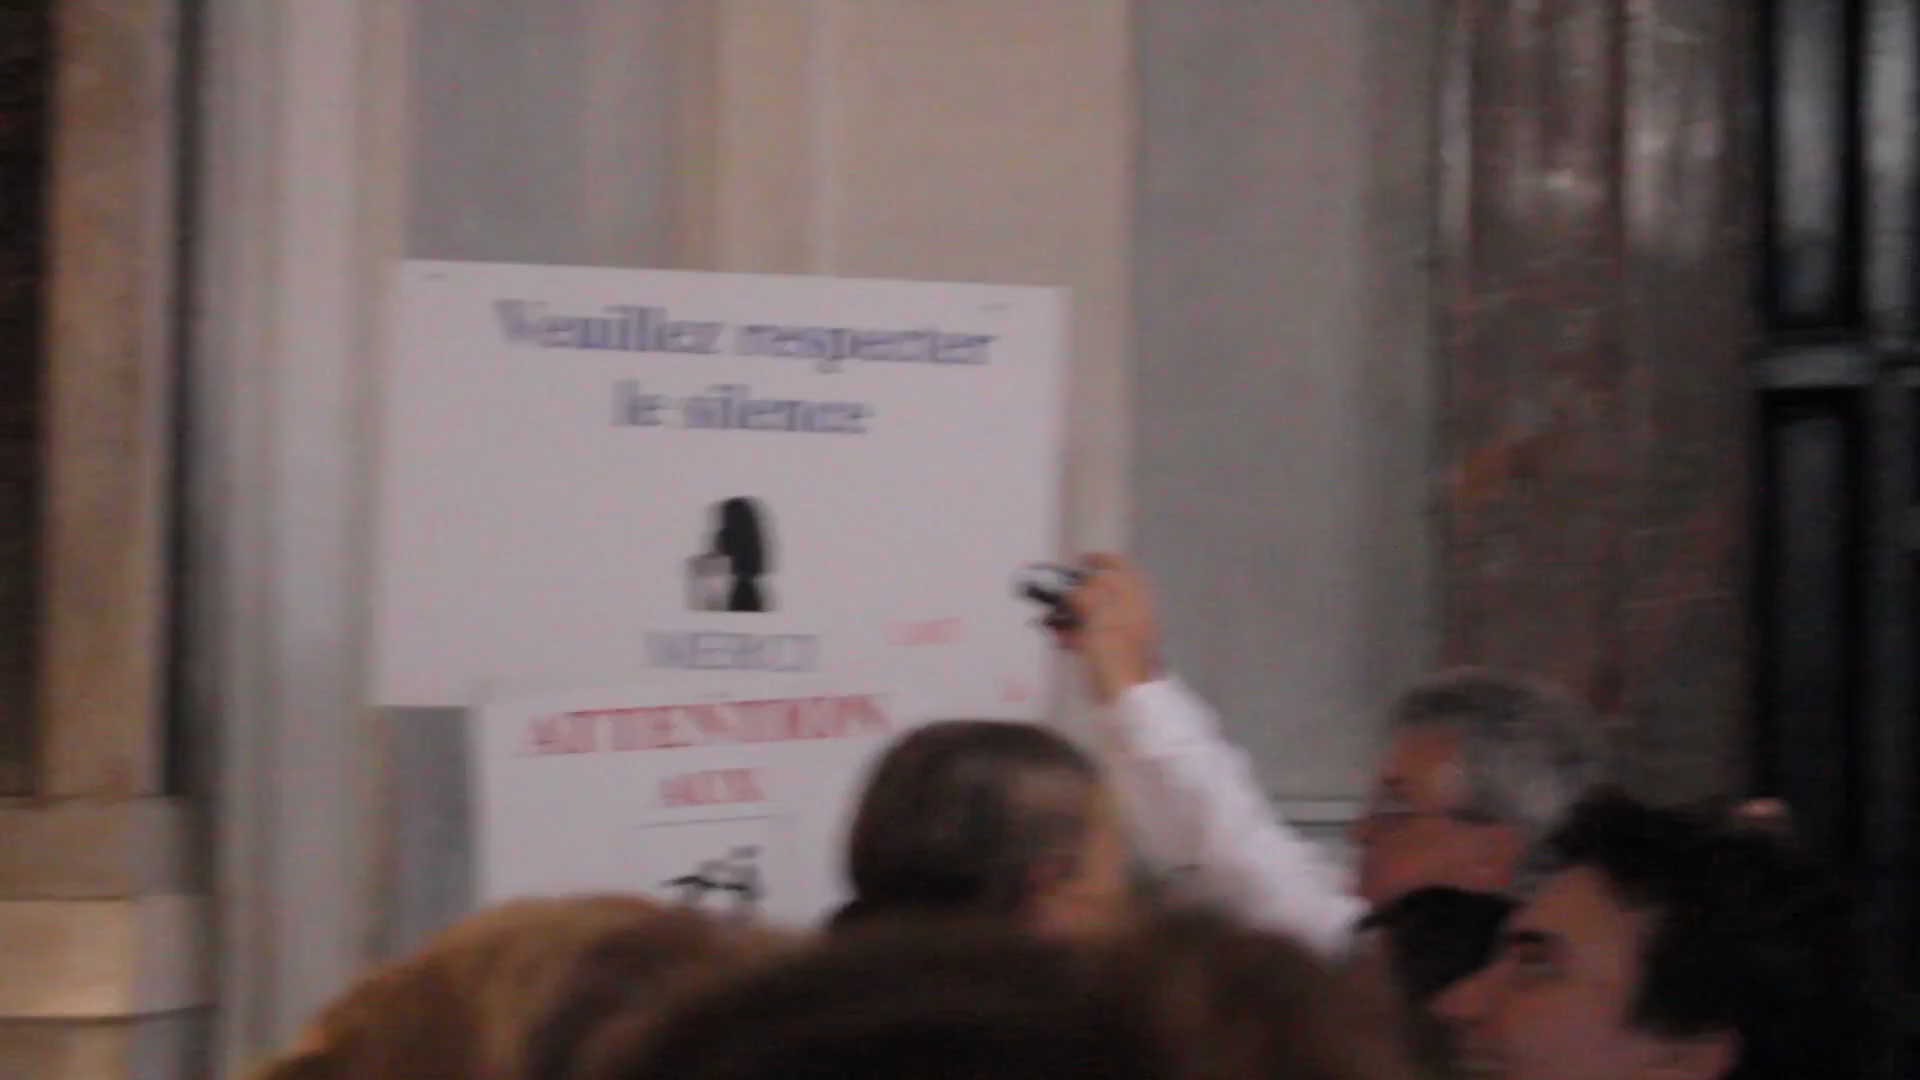 Veuillez respecter
le silence
MERCI
ATTENTION
AUX